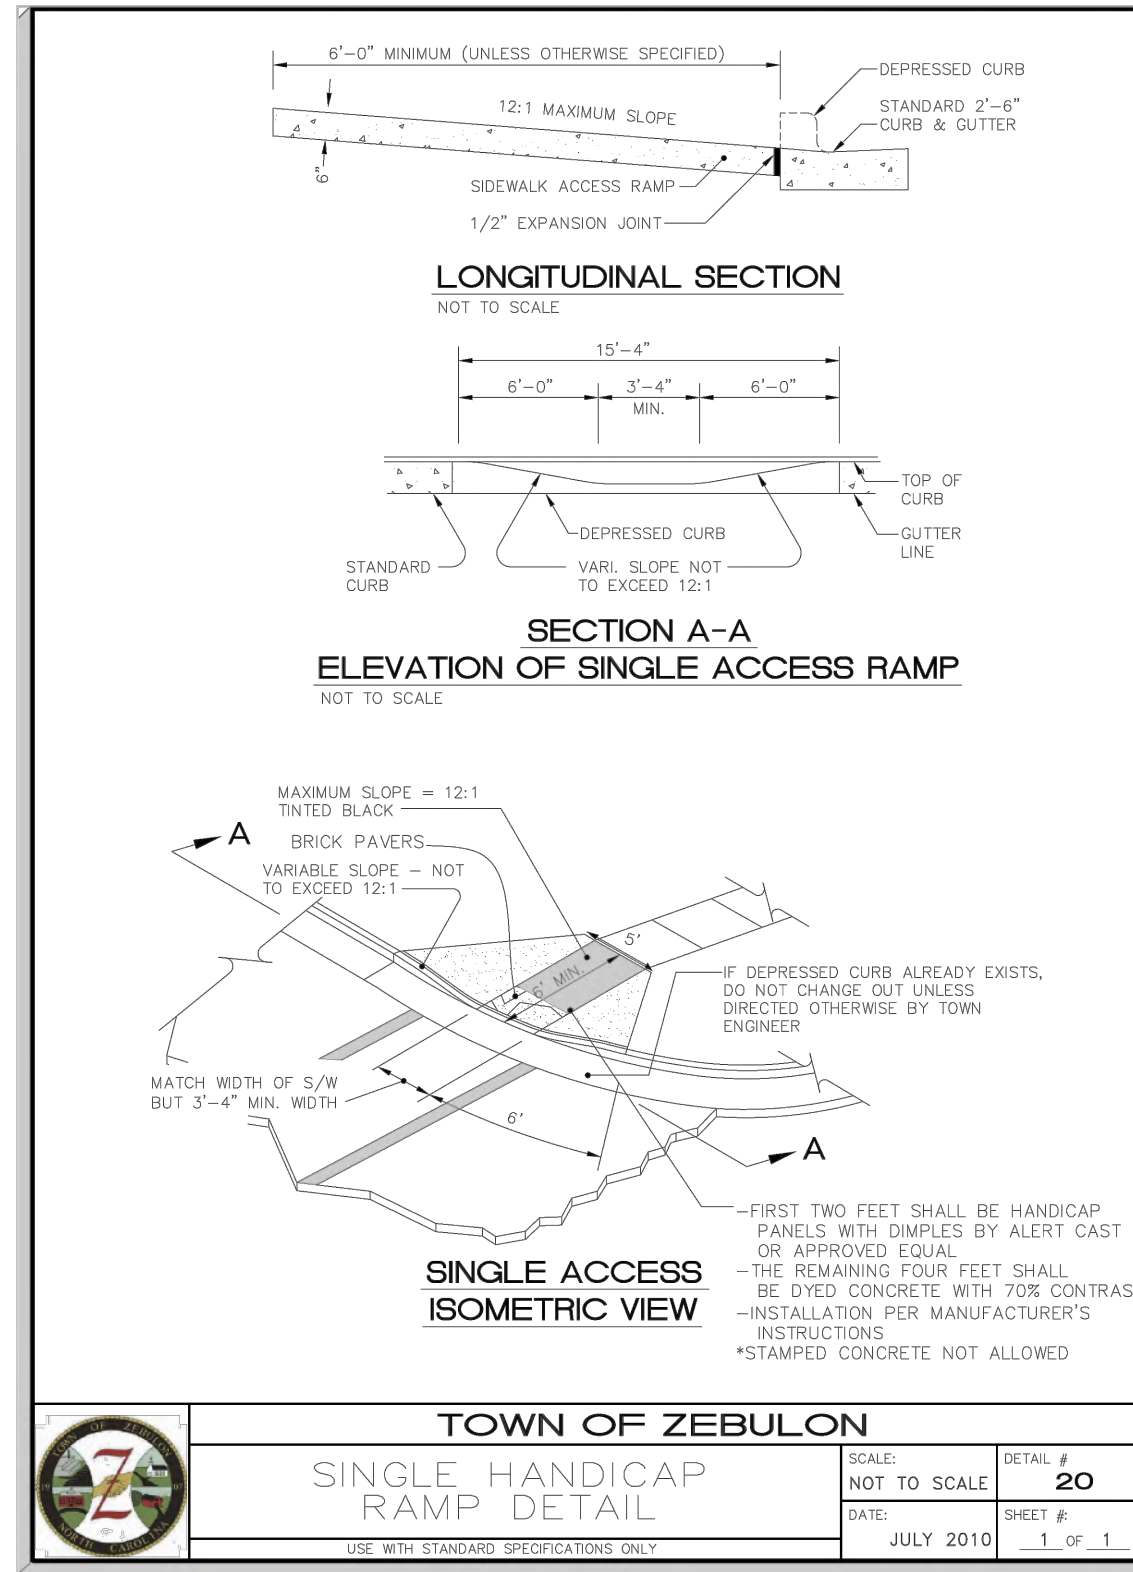 6'-0" MINIMUM (UNLESS OTHERWISE SPECIFIED)
DEPRESSED CURB
12:1 MAXIMUM SLOPE
STANDARD 2'-6"
CURB & GUTTER
6"
SIDEWALK ACCESS RAMP
1/2" EXPANSION JOINT
LONGITUDINAL SECTION
NOT TO SCALE
15'-4"
6'-0"
3'-4"
MIN.
6'-0"
TOP OF
CURB
DEPRESSED CURB
GUTTER
LINE
STANDARD
CURB
VARI. SLOPE NOT
TO EXCEED 12:1
SECTION A-A
ELEVATION OF SINGLE ACCESS RAMP
NOT TO SCALE
MAXIMUM SLOPE = 12:1
TINTED BLACK
A
BRICK PAVERS
VARIABLE SLOPE - NOT
TO EXCEED 12:1
5'
6' MIN.
IF DEPRESSED CURB ALREADY EXISTS,
DO NOT CHANGE OUT UNLESS
DIRECTED OTHERWISE BY TOWN
ENGINEER
MATCH WIDTH OF S/W
BUT 3'-4" MIN. WIDTH
6'
A
-FIRST TWO FEET SHALL BE HANDICAP
PANELS WITH DIMPLES BY ALERT CAST
OR APPROVED EQUAL
-THE REMAINING FOUR FEET SHALL
BE DYED CONCRETE WITH 70% CONTRAS
-INSTALLATION PER MANUFACTURER'S
INSTRUCTIONS
*STAMPED CONCRETE NOT ALLOWED
SINGLE ACCESS
ISOMETRIC VIEW
TOWN OF ZEBULON
19 07
Z
NORTH CAROLINA
TOWN OF ZEBULON
SINGLE HANDICAP
RAMP DETAIL
USE WITH STANDARD SPECIFICATIONS ONLY
SCALE:
NOT TO SCALE
DETAIL #
20
DATE:
JULY 2010
SHEET #:
1 OF 1